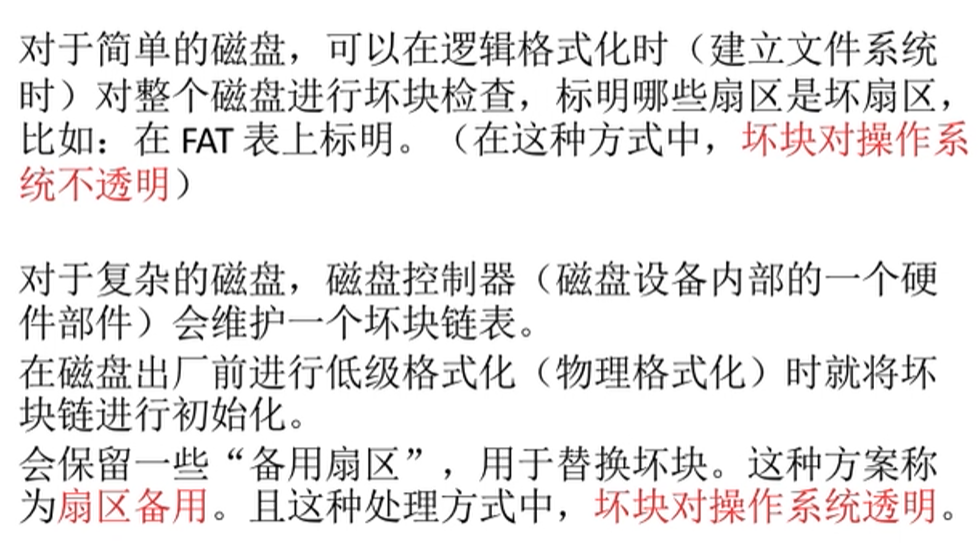 对于简单的磁盘，可以在逻辑格式化时（建立文件系统
时）对整个磁盘进行坏块检查，标明哪些扇区是坏扇区，
比如：在 FAT 表上标明。（在这种方式中，坏块对操作系
统不透明）
对于复杂的磁盘，磁盘控制器（磁盘设备内部的一个硬
件部件）会维护一个坏块链表。
在磁盘出厂前进行低级格式化（物理格式化）时就将坏
块链进行初始化。
会保留一些“备用扇区”，用于替换坏块。这种方案称
为扇区备用。且这种处理方式中，坏块对操作系统透明。